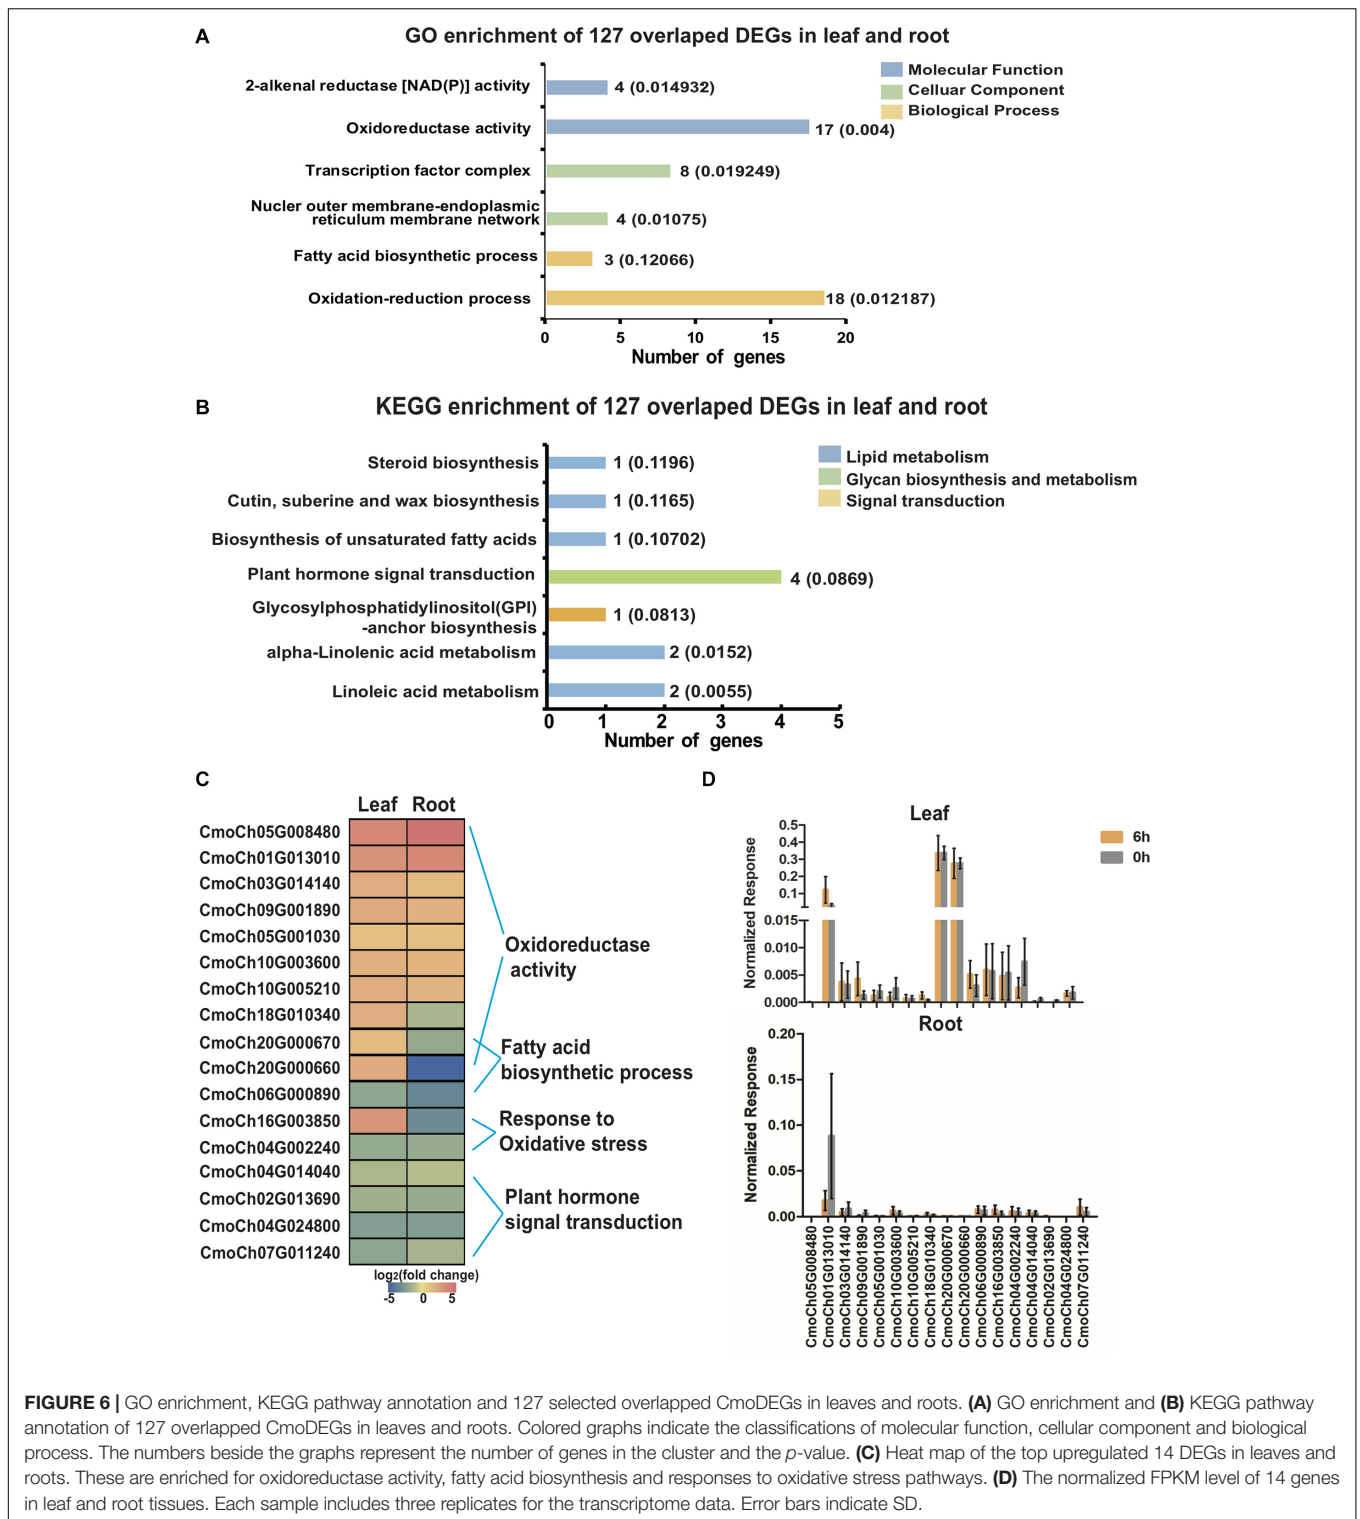 A
GO enrichment of 127 overlaped DEGs in leaf and root
2-alkenal reductase [NAD(P)] activity
4 (0.014932)
Oxidoreductase activity
17 (0.004)
Transcription factor complex
8 (0.019249)
Nucler outer membrane-endoplasmic
reticulum membrane network
4 (0.01075)
Fatty acid biosynthetic process
3 (0.12066)
Oxidation-reduction process
18 (0.012187)
Molecular Function
Celluar Component
Biological Process
0 5 10 15 20
Number of genes
B
KEGG enrichment of 127 overlaped DEGs in leaf and root
Steroid biosynthesis
1 (0.1196)
Cutin, suberine and wax biosynthesis
1 (0.1165)
Biosynthesis of unsaturated fatty acids
1 (0.10702)
Plant hormone signal transduction
4 (0.0869)
Glycosylphosphatidylinositol(GPI)
-anchor biosynthesis
1 (0.0813)
alpha-Linolenic acid metabolism
2 (0.0152)
Linoleic acid metabolism
2 (0.0055)
Lipid metabolism
Glycan biosynthesis and metabolism
Signal transduction
0 1 2 3 4 5
Number of genes
C
Leaf Root
CmoCh05G008480
CmoCh01G013010
CmoCh03G014140
CmoCh09G001890
CmoCh05G001030
CmoCh10G003600
CmoCh10G005210
CmoCh18G010340
CmoCh20G000670
CmoCh20G000660
CmoCh06G000890
CmoCh16G003850
CmoCh04G002240
CmoCh04G014040
CmoCh02G013690
CmoCh04G024800
CmoCh07G011240
Oxidoreductase
activity
Fatty acid
biosynthetic process
Response to
Oxidative stress
Plant hormone
signal transduction
log2(fold change)
-5 0 5
D
Leaf
Normalized Response
0.5
0.4
0.3
0.2
0.1
0.015
0.010
0.005
0.000
6h
0h
Root
Normalized Response
0.20
0.15
0.10
0.05
0.00
CmoCh05G008480
CmoCh01G013010
CmoCh03G014140
CmoCh09G001890
CmoCh05G001030
CmoCh10G003600
CmoCh10G005210
CmoCh18G010340
CmoCh20G000670
CmoCh20G000660
CmoCh06G000890
CmoCh16G003850
CmoCh04G002240
CmoCh04G014040
CmoCh02G013690
CmoCh04G024800
CmoCh07G011240
FIGURE 6 | GO enrichment, KEGG pathway annotation and 127 selected overlapped CmoDEGs in leaves and roots. (A) GO enrichment and (B) KEGG pathway
annotation of 127 overlapped CmoDEGs in leaves and roots. Colored graphs indicate the classifications of molecular function, cellular component and biological
process. The numbers beside the graphs represent the number of genes in the cluster and the p-value. (C) Heat map of the top upregulated 14 DEGs in leaves and
roots. These are enriched for oxidoreductase activity, fatty acid biosynthesis and responses to oxidative stress pathways. (D) The normalized FPKM level of 14 genes
in leaf and root tissues. Each sample includes three replicates for the transcriptome data. Error bars indicate SD.